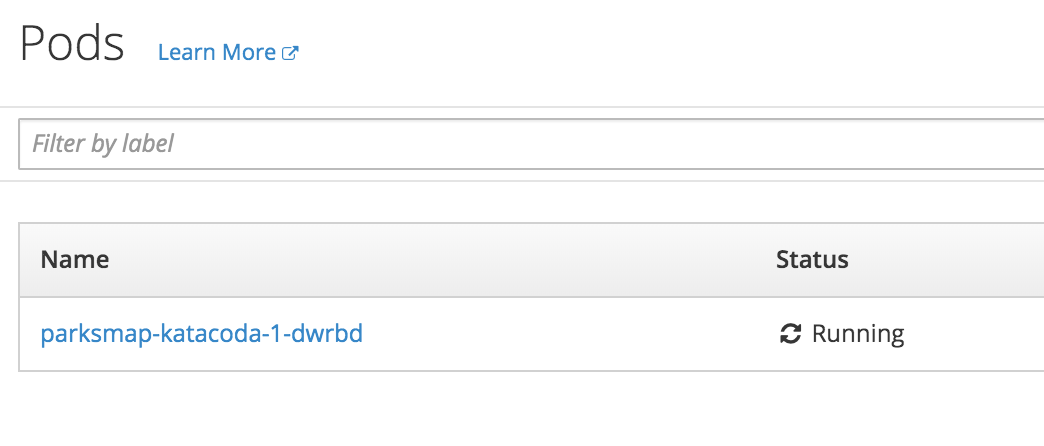 Pods Learn More
Filter by label
Name Status
parksmap-katacoda-1-dwrbd Running